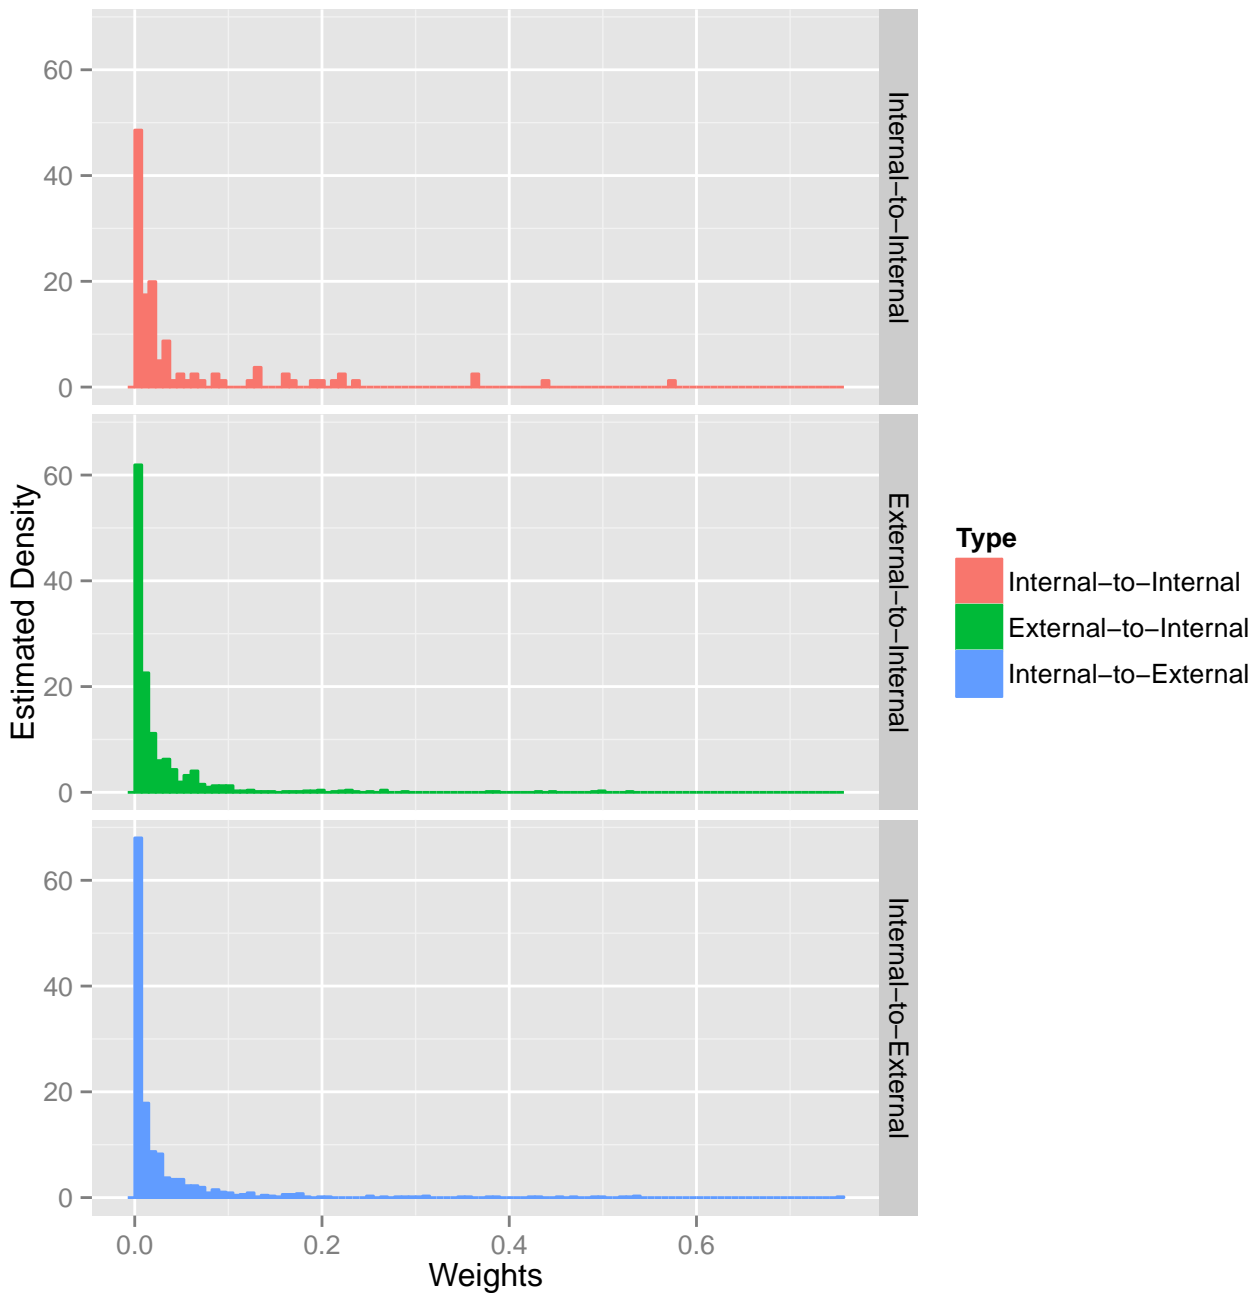 60
40
20
0
Internal−to−Internal
60
40
20
0
External−to−Internal
60
40
20
0
Internal−to−External
0.0 0.2 0.4 0.6
Weights
Estimated Density
Type
Internal−to−Internal
External−to−Internal
Internal−to−External